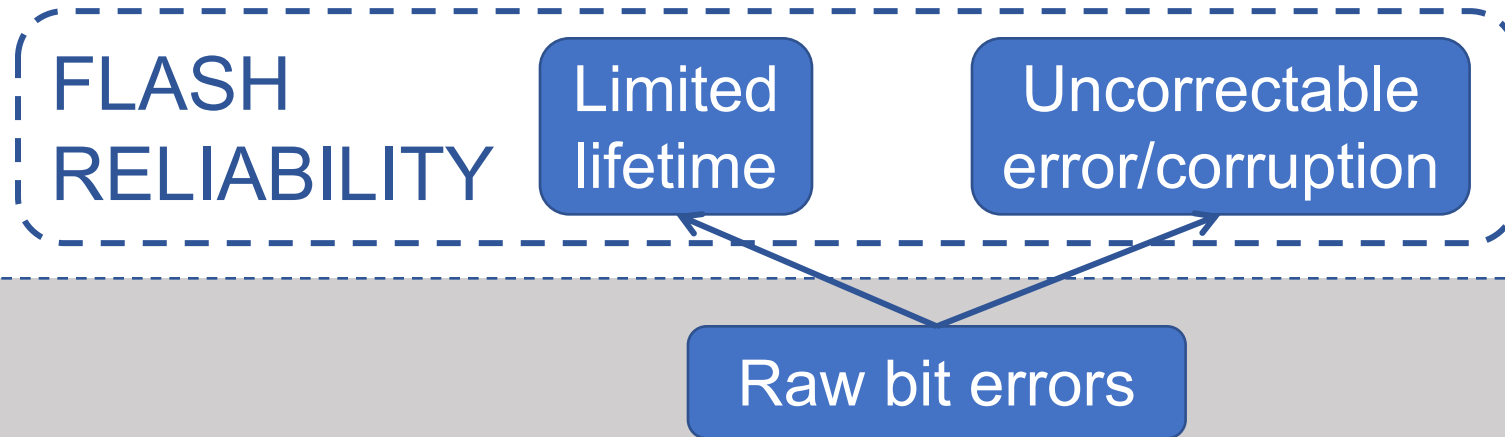 FLASH
RELIABILITY
Limited
lifetime
Uncorrectable
error/corruption
Raw bit errors